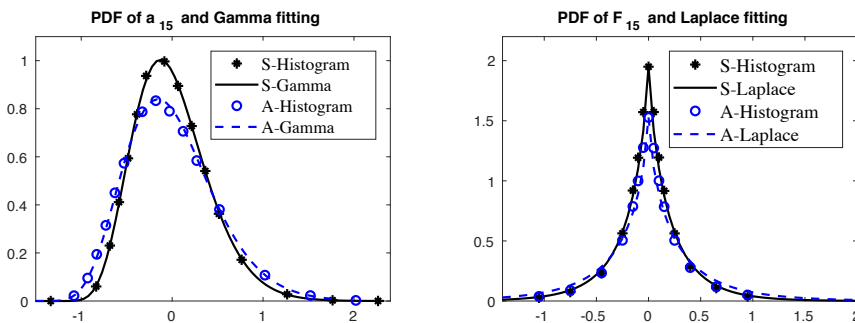 PDF of a 15 and Gamma fitting
1
0.8
0.6
0.4
0.2
0
-1
0
1
2
S-Histogram
S-Gamma
A-Histogram
A-Gamma
PDF of F 15 and Laplace fitting
2
1.5
1
0.5
0
-1
-0.5
0
0.5
1
1.5
2
S-Histogram
S-Laplace
A-Histogram
A-Laplace